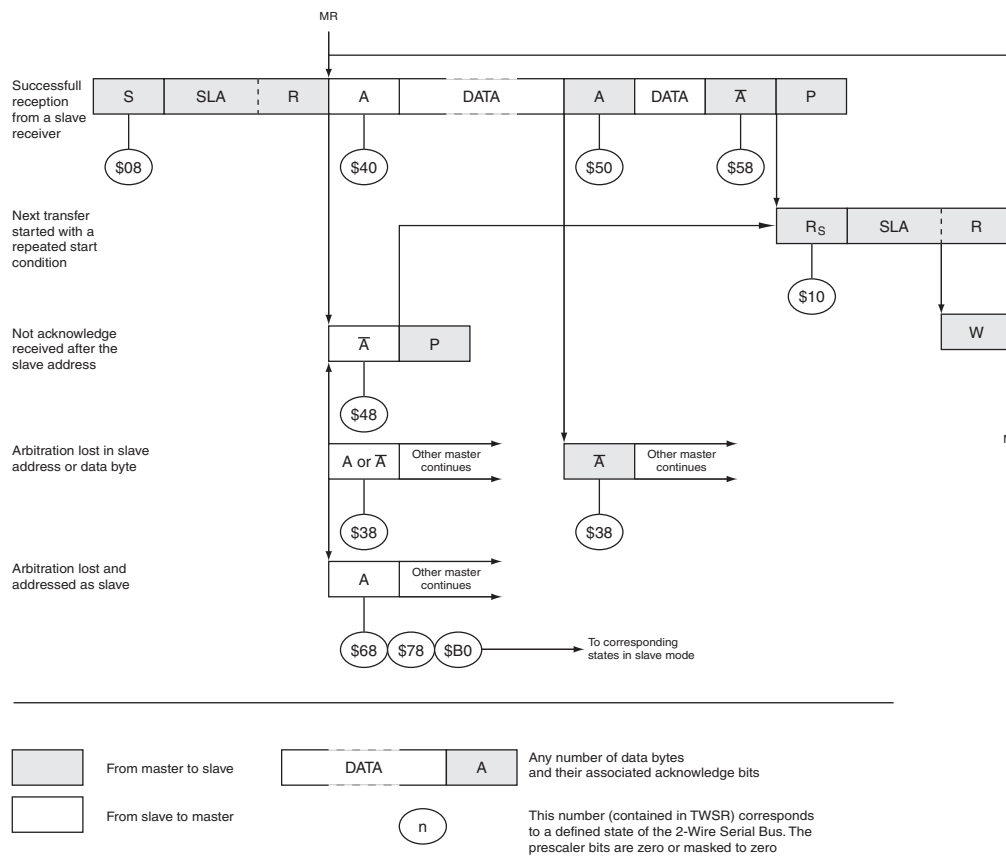 MR
Successfull
reception
from a slave
receiver
S SLA R A DATA A DATA A̅ P
$08 $40 $50 $58
Next transfer
started with a
repeated start
condition
RS SLA R
$10
W
Not acknowledge
received after the
slave address
A̅ P
$48
Arbitration lost in slave
address or data byte
A or A̅
Other master
continues
A̅
Other master
continues
$38 $38
Arbitration lost and
addressed as slave
A
Other master
continues
$68 $78 $B0
To corresponding
states in slave mode
From master to slave
DATA A
Any number of data bytes
and their associated acknowledge bits
From slave to master
n
This number (contained in TWSR) corresponds
to a defined state of the 2-Wire Serial Bus. The
prescaler bits are zero or masked to zero